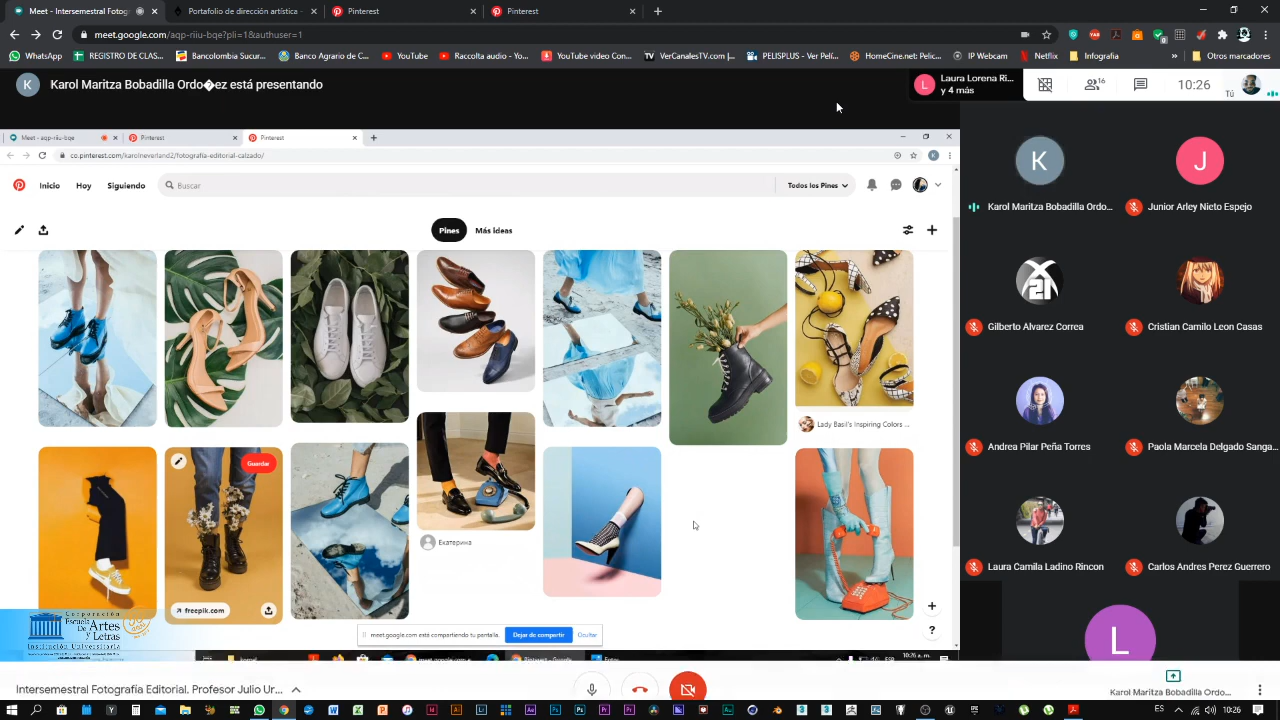 Meet - Intersemestral Fotog
Portafolio de dirección artística -
Pinterest
Pinterest
meet.google.com/aqp-riiu-bqe?pli=1&authuser=1
WhatsApp
REGISTRO DE CLAS...
Bancolombia Sucur...
Banco Agrario de C...
YouTube
Raccolta audio - Y...
YouTube video Con...
VerCanalesTV.com |...
PELISPLUS - Ver Pelí...
HomeCine.net: Pelic...
IP Webcam
Netflix
Infografia
»
Otros marcadores
K
Karol Maritza Bobadilla Ordo�ez está presentando
L
Laura Lorena Ri...
y 4 más
16
10:26
Tú
Meet - aqp-riiu-bqe
Pinterest
Pinterest
co.pinterest.com/karolneverland2/fotografía-editorial-calzado/
K
Inicio
Hoy
Siguiendo
Buscar
Todos los Pines
Pines
Más ideas
Lady Basil's Inspiring Colors ...
Guardar
Екатерина
freepik.com
Corporación
Escuela
de Artes
y Letras
meet.google.com está compartiendo tu pantalla.
Dejar de compartir
Ocultar
?
10:26 a. m.
K
Karol Maritza Bobadilla Ordo...
J
Junior Arley Nieto Espejo
Gilberto Alvarez Correa
Cristian Camilo Leon Casas
Andrea Pilar Peña Torres
Paola Marcela Delgado Sanga...
Laura Camila Ladino Rincon
Carlos Andres Perez Guerrero
L
Intersemestral Fotografía Editorial. Profesor Julio Ur...
Karol Maritza Bobadilla Ordo...
ES
10:26